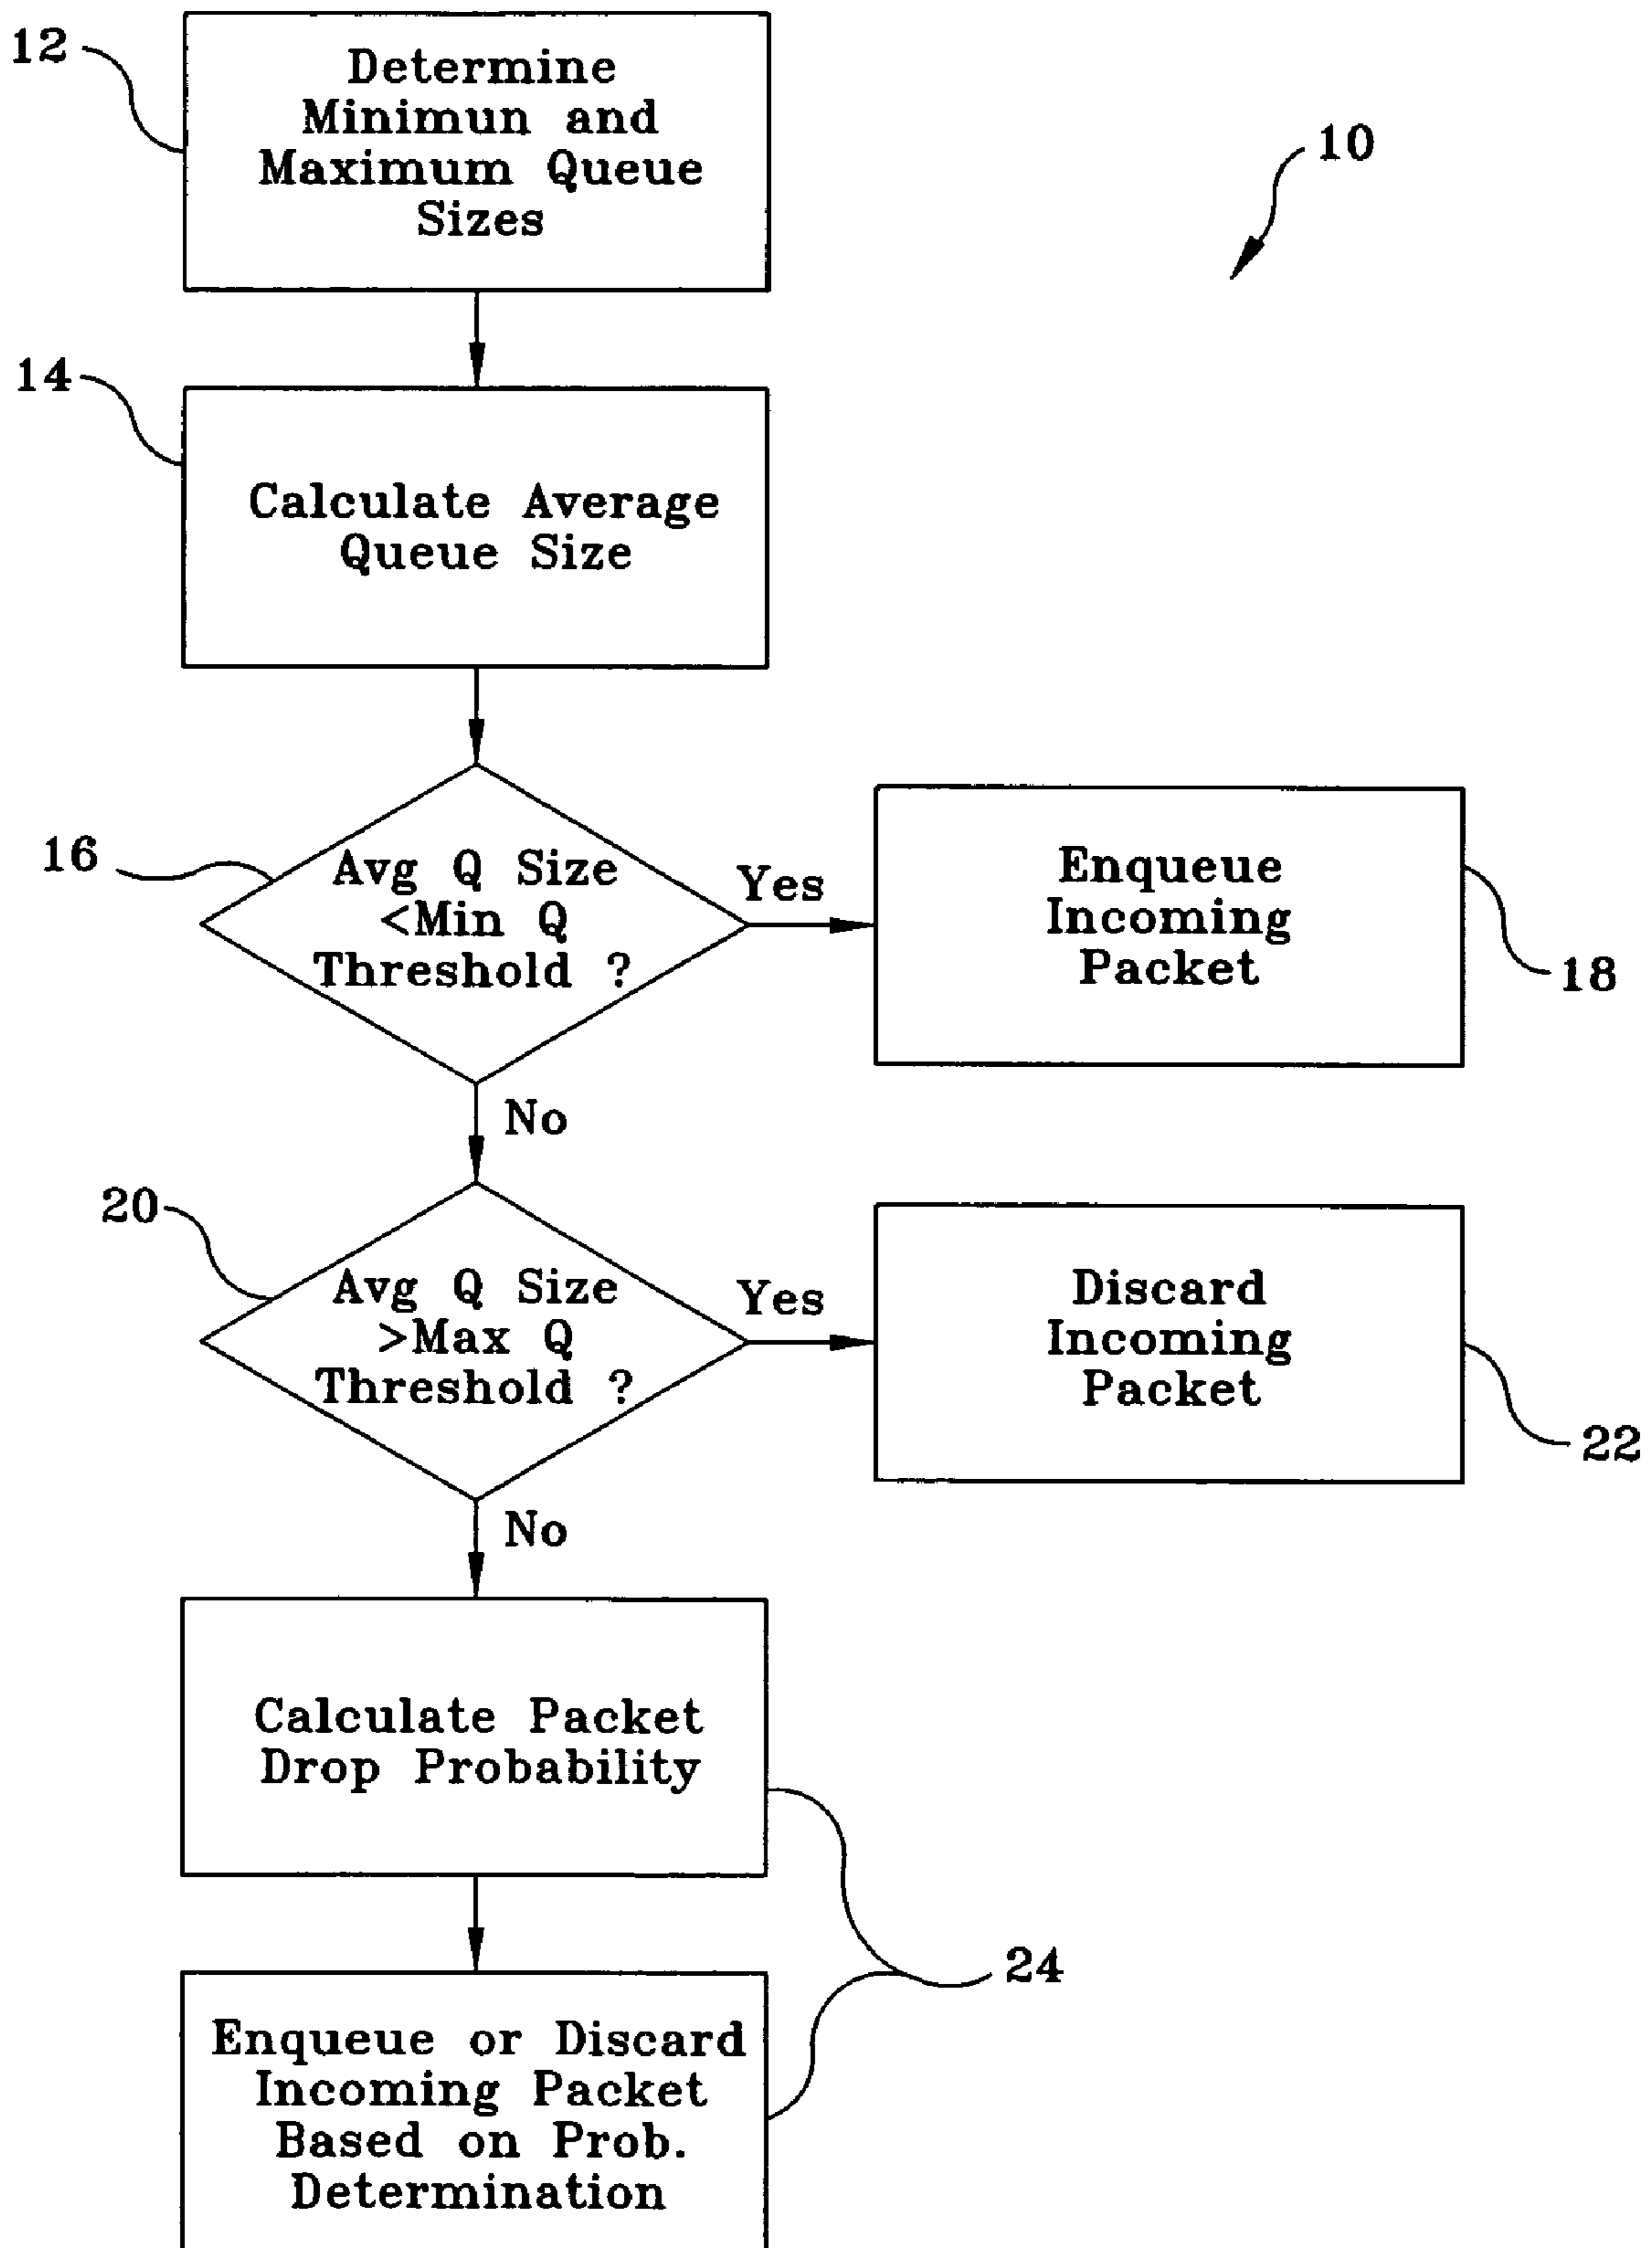 12
Determine
Minimun and
Maximum Queue
Sizes
10
14
Calculate Average
Queue Size
16
Avg Q Size
<Min Q
Threshold ?
Yes
Enqueue
Incoming
Packet
18
No
20
Avg Q Size
>Max Q
Threshold ?
Yes
Discard
Incoming
Packet
22
No
Calculate Packet
Drop Probability
24
Enqueue or Discard
Incoming Packet
Based on Prob.
Determination